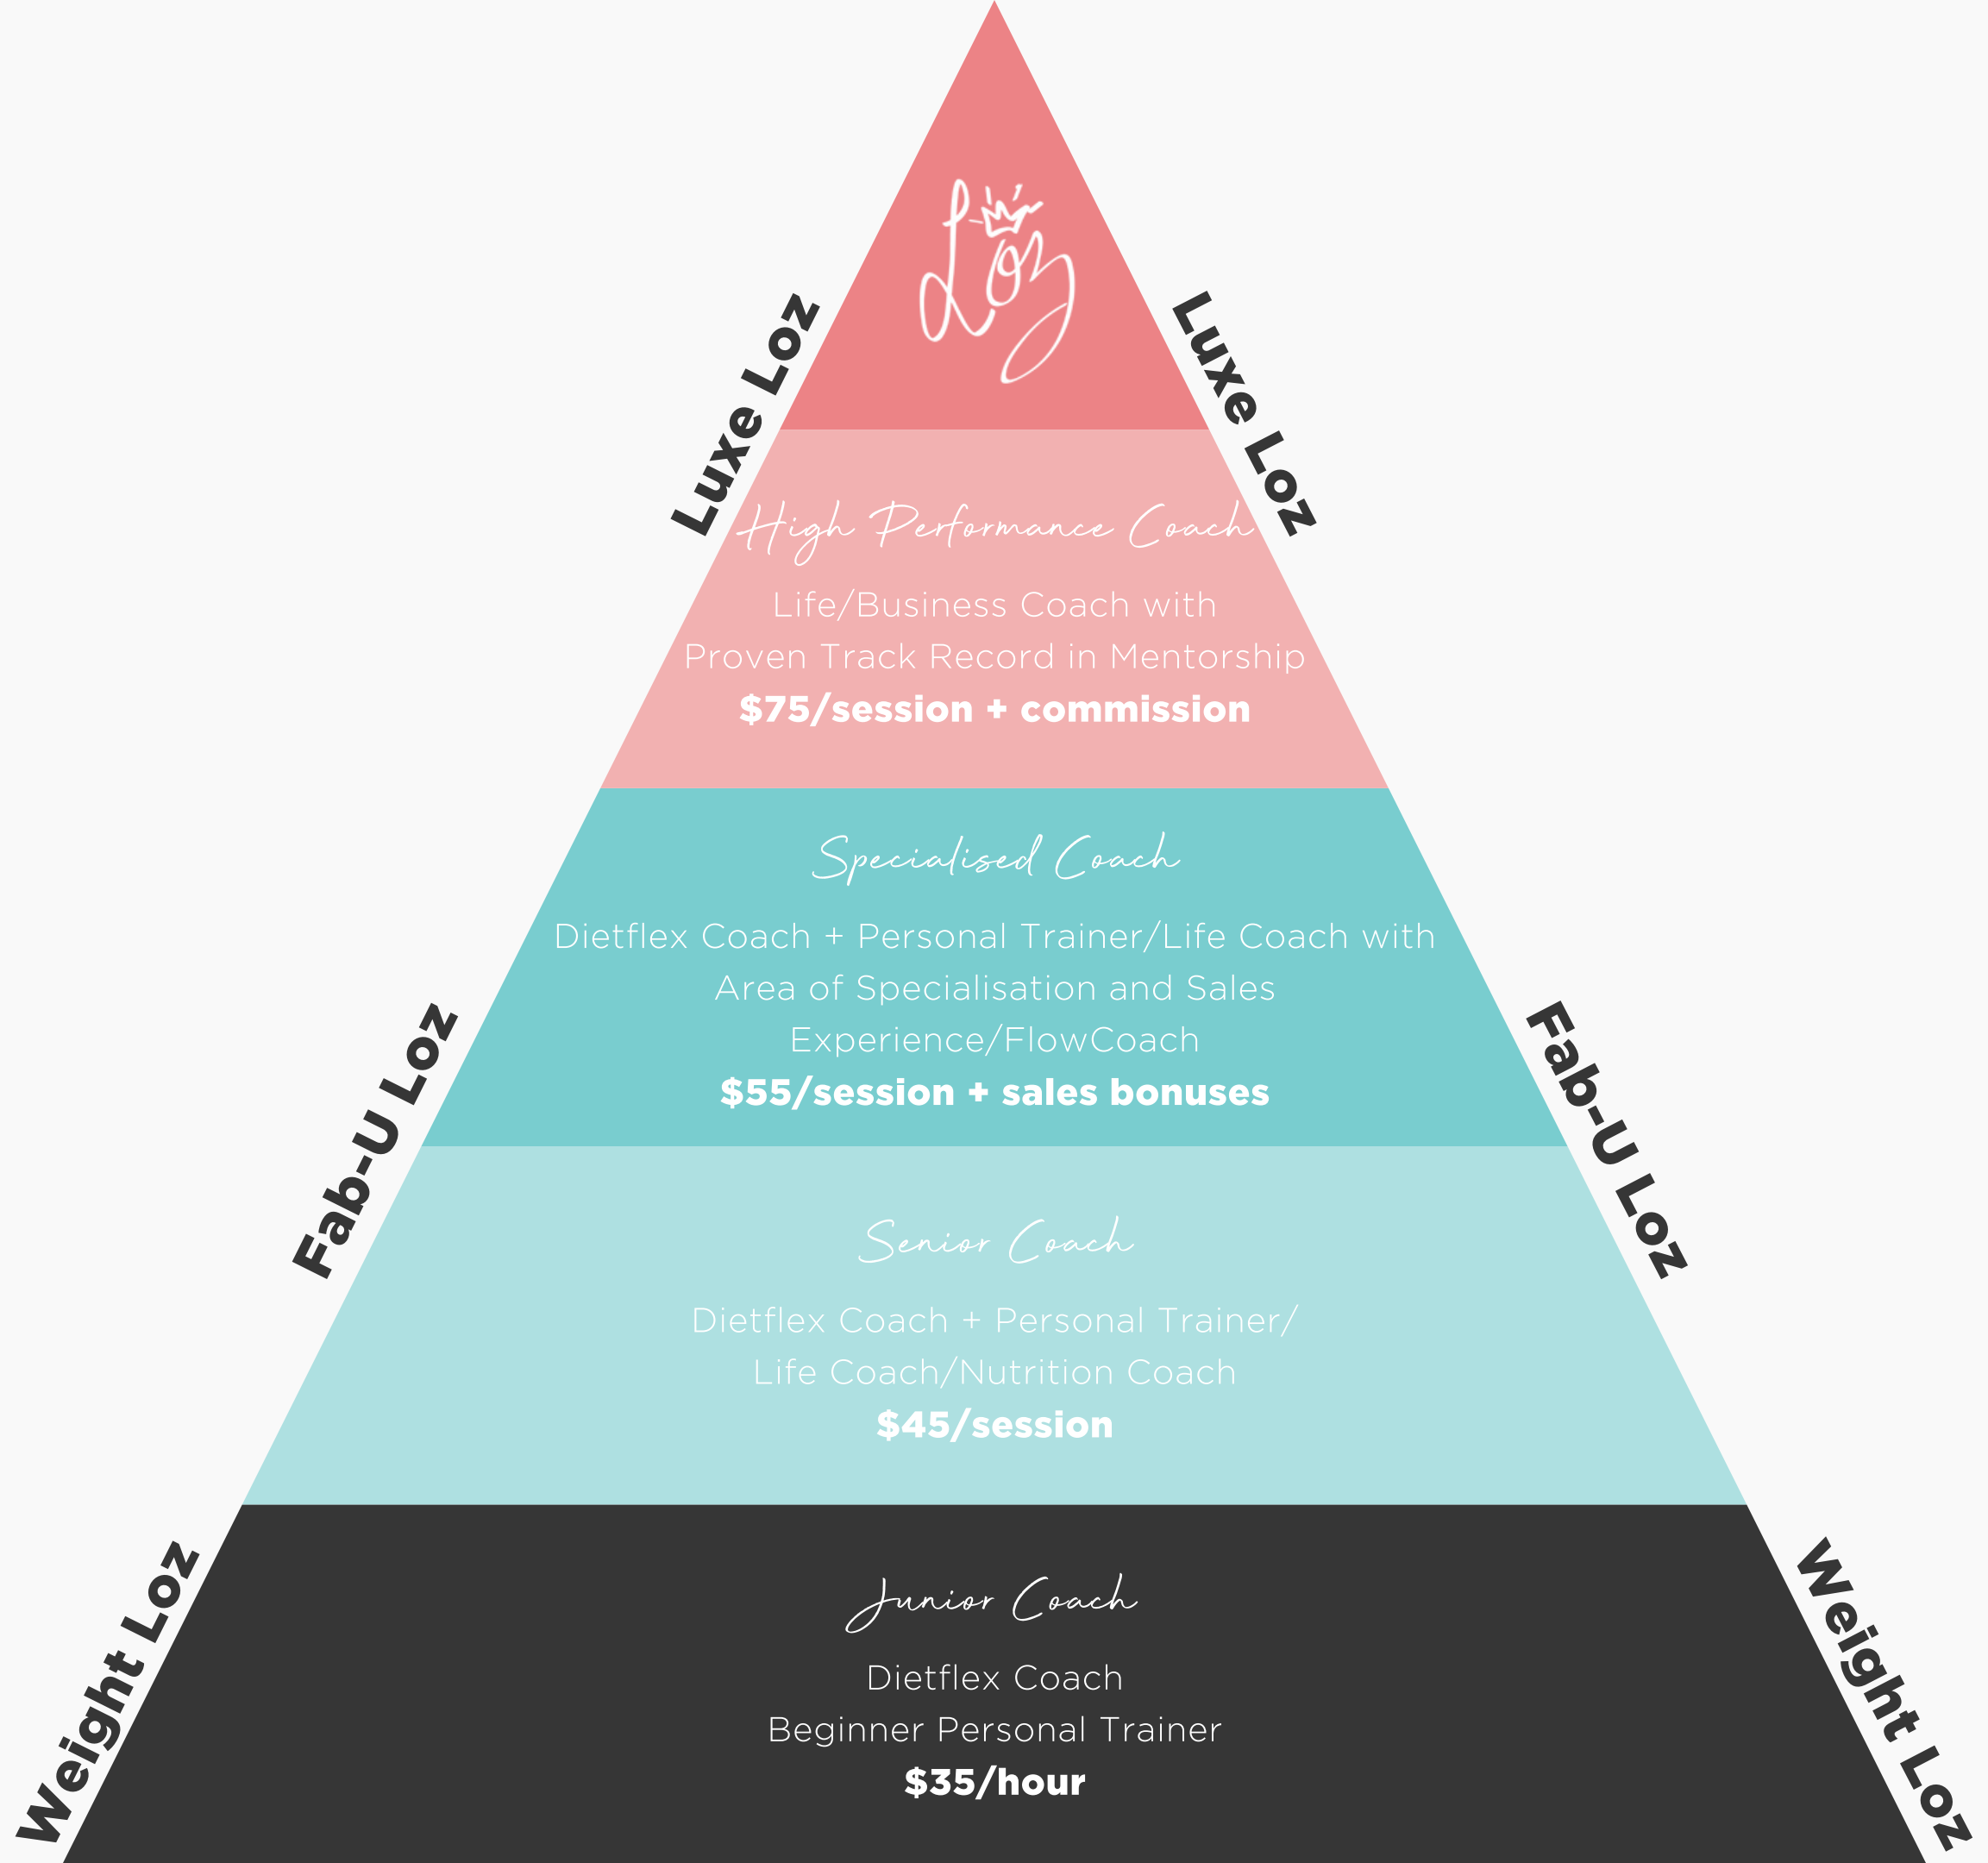 Loz
Luxe Loz
Luxe Loz
High Performance Coach
Life/Business Coach with
Proven Track Record in Mentorship
$75/session + commission
Specialised Coach
Dietflex Coach + Personal Trainer/Life Coach with
Area of Specialisation and Sales
Experience/FlowCoach
$55/session + sales bonuses
Fab-U Loz
Fab-U Loz
Senior Coach
Dietflex Coach + Personal Trainer/
Life Coach/Nutrition Coach
$45/session
Weight Loz
Weight Loz
Junior Coach
Dietflex Coach
Beginner Personal Trainer
$35/hour